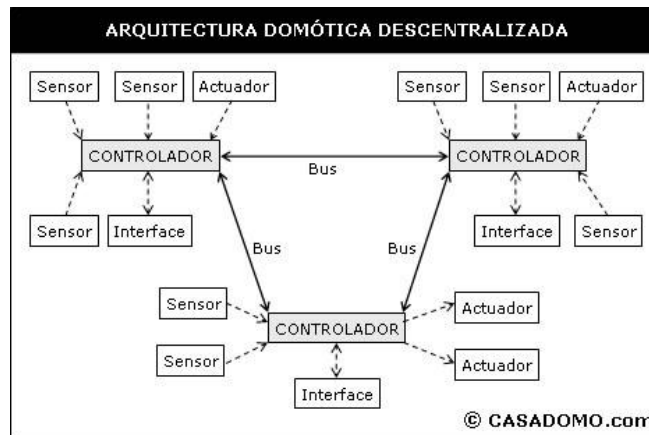 ARQUITECTURA DOMÓTICA DESCENTRALIZADA
Sensor Sensor Actuador Sensor Sensor Actuador
CONTROLADOR CONTROLADOR
Bus
Sensor Interface Interface Sensor
Bus Bus
Sensor Actuador
CONTROLADOR
Sensor Actuador
Interface
© CASADOMO.com